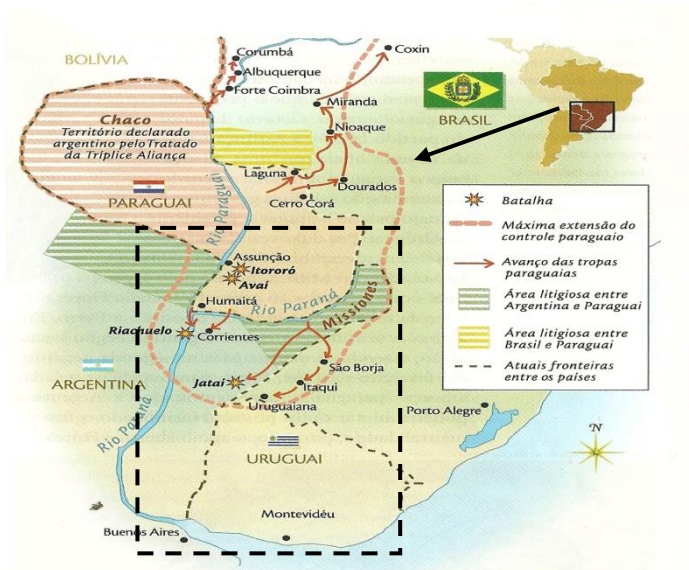 BOLÍVIA
Corumbá
Albuquerque
Forte Coimbra
Coxin
Miranda
Nioaque
BRASIL
Chaco
Território declarado
argentino pelo Tratado
da Tríplice Aliança
PARAGUAI
Laguna
Dourados
Cerro Corá
Rio Paraguai
Assunção
Itororó
Avaí
Humaitá
Rio Paraná
Missiones
Riachuelo
Corrientes
São Borja
Jataí
Itaqui
ARGENTINA
Uruguaiana
Porto Alegre
Rio Paraná
URUGUAI
Montevidéu
Buenos Aires
Batalha
Máxima extensão do
controle paraguaio
Avanço das tropas
paraguaias
Área litigiosa entre
Argentina e Paraguai
Área litigiosa entre
Brasil e Paraguai
Atuais fronteiras
entre os países
N